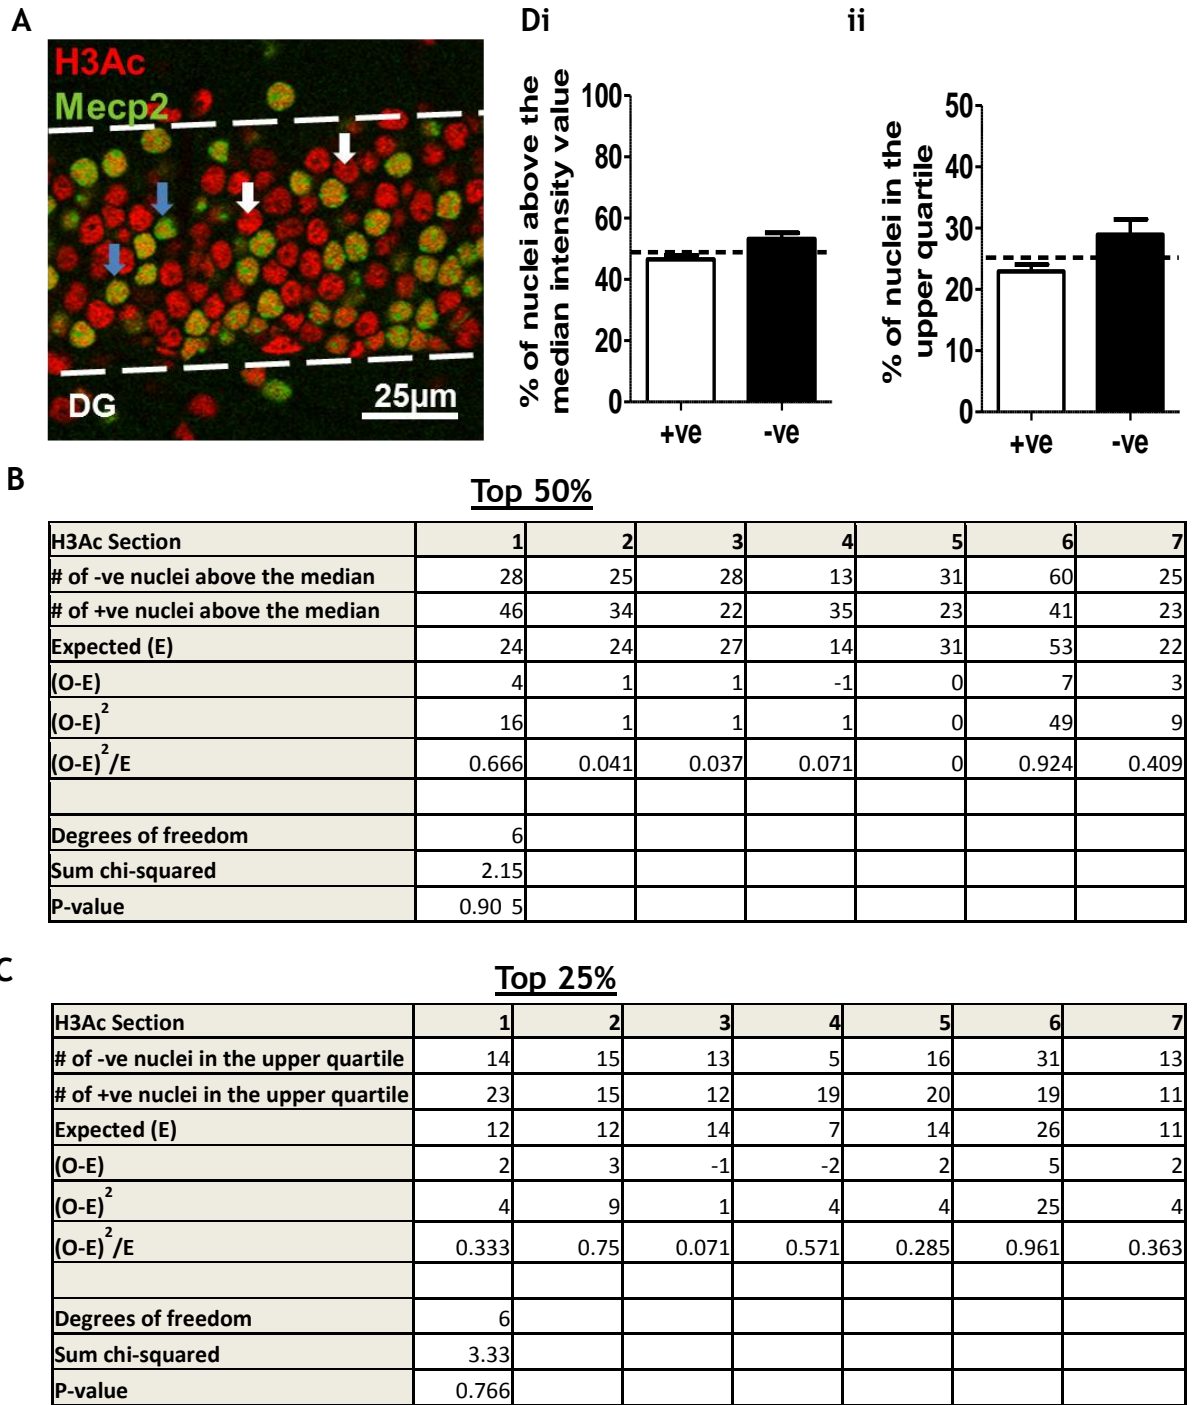 A
H3Ac
Mecp2
DG
25µm
Di
% of nuclei above the
median intensity value
100
80
60
40
20
0
+ve -ve
ii
% of nuclei in the
upper quartile
50
40
30
20
10
0
+ve -ve
B
Top 50%
H3Ac Section 1 2 3 4 5 6 7
# of -ve nuclei above the median 28 25 28 13 31 60 25
# of +ve nuclei above the median 46 34 22 35 23 41 23
Expected (E) 24 24 27 14 31 53 22
(O-E) 4 1 1 -1 0 7 3
(O-E)2 16 1 1 1 0 49 9
(O-E)2/E 0.666 0.041 0.037 0.071 0 0.924 0.409
Degrees of freedom 6
Sum chi-squared 2.15
P-value 0.90 5
C
Top 25%
H3Ac Section 1 2 3 4 5 6 7
# of -ve nuclei in the upper quartile 14 15 13 5 16 31 13
# of +ve nuclei in the upper quartile 23 15 12 19 20 19 11
Expected (E) 12 12 14 7 14 26 11
(O-E) 2 3 -1 -2 2 5 2
(O-E)2 4 9 1 4 4 25 4
(O-E)2/E 0.333 0.75 0.071 0.571 0.285 0.961 0.363
Degrees of freedom 6
Sum chi-squared 3.33
P-value 0.766